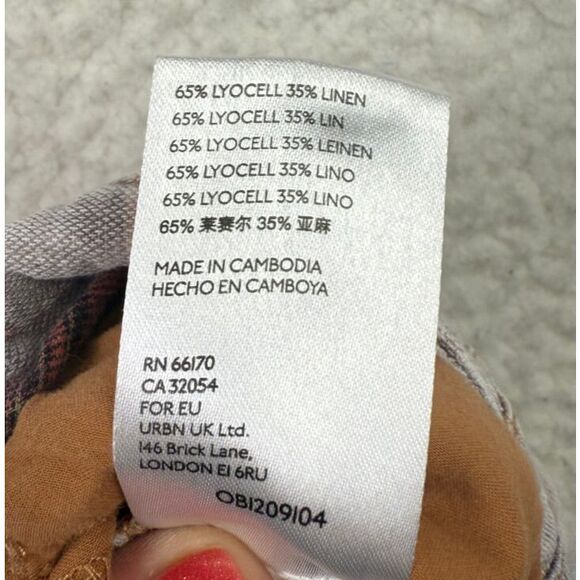 65% LYOCELL 35% LINEN
65% LYOCELL 35% LIN
65% LYOCELL 35% LEINEN
65% LYOCELL 35% LINO
65% LYOCELL 35% LINO
65% 莱赛尔 35% 亚麻
MADE IN CAMBODIA
HECHO EN CAMBOYA
RN 66170
CA 32054
FOR EU
URBN UK Ltd.
146 Brick Lane,
LONDON E1 6RU
OB1209104